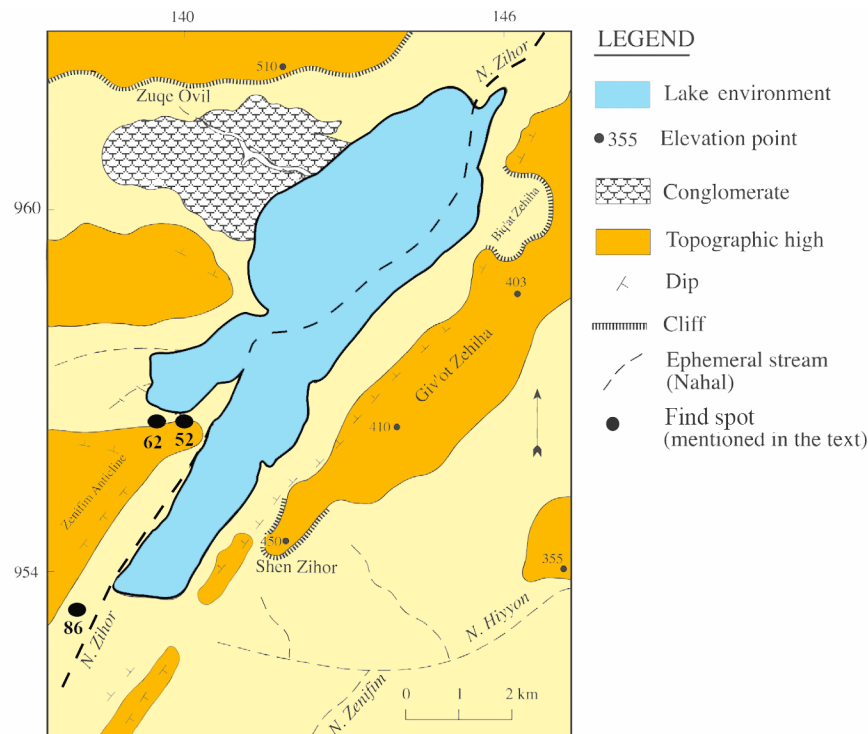 140
146
510
N. Zihor
Zuqe Ovil
960
Biq'at Zehiha
403
Giv'ot Zehiha
410
62
52
Zenifim Anticline
450
Shen Zihor
355
954
86
N. Zihor
N. Hiyyon
N. Zenifim
0 1 2 km
LEGEND
Lake environment
355 Elevation point
Conglomerate
Topographic high
Dip
Cliff
Ephemeral stream
(Nahal)
Find spot
(mentioned in the text)